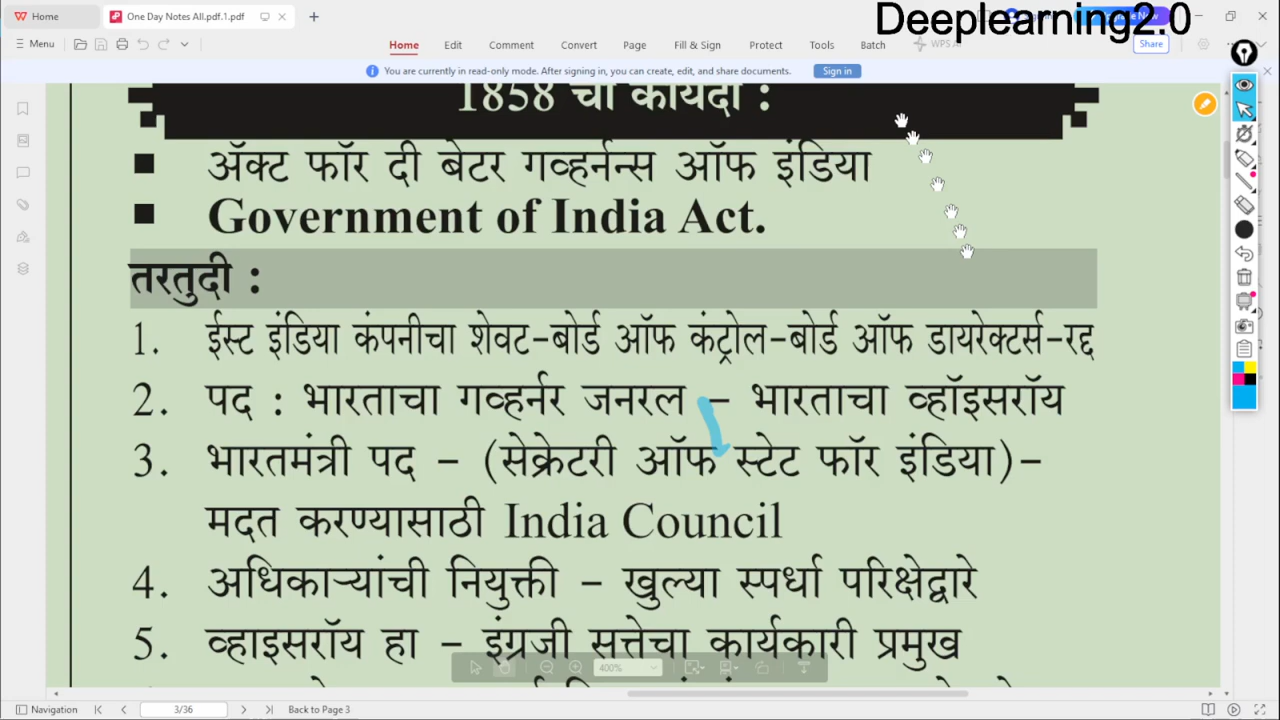 Home
One Day Notes All.pdf.1.pdf
Deeplearning2.0
Menu
Home Edit Comment Convert Page Fill & Sign Protect Tools Batch WPS AI
Share
You are currently in read-only mode. After signing in, you can create, edit, and share documents. Sign in
1858 चा कायदा :
■ ॲक्ट फॉर दी बेटर गव्हर्नन्स ऑफ इंडिया
■ Government of India Act.
तरतुदी :
1. ईस्ट इंडिया कंपनीचा शेवट-बोर्ड ऑफ कंट्रोल-बोर्ड ऑफ डायरेक्टर्स-रद्द
2. पद : भारताचा गव्हर्नर जनरल – भारताचा व्हॉइसरॉय
3. भारतमंत्री पद – (सेक्रेटरी ऑफ स्टेट फॉर इंडिया)–
मदत करण्यासाठी India Council
4. अधिकाऱ्यांची नियुक्ती – खुल्या स्पर्धा परिक्षेद्वारे
5. व्हाइसरॉय हा – इंग्रजी सत्तेचा कार्यकारी प्रमुख
400%
Navigation 3/36 Back to Page 3